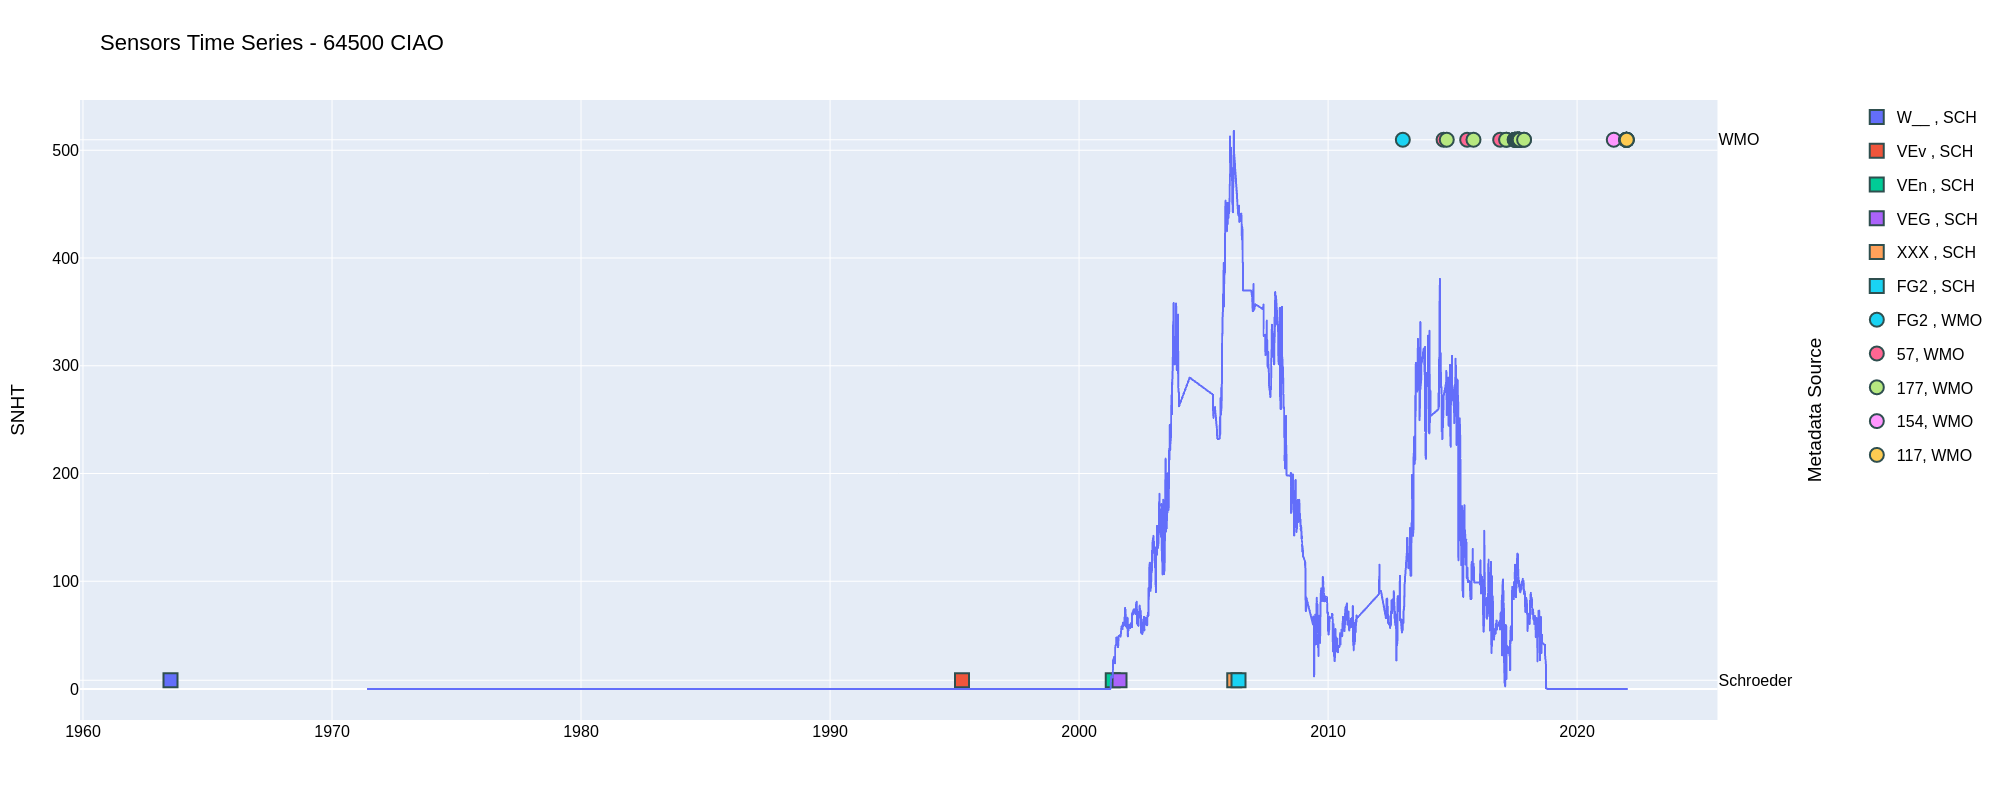 Sensors Time Series - 64500 CIAO
SNHT
500
400
300
200
100
0
1960
1970
1980
1990
2000
2010
2020
WMO
Schroeder
Metadata Source
W__ , SCH
VEv , SCH
VEn , SCH
VEG , SCH
XXX , SCH
FG2 , SCH
FG2 , WMO
57, WMO
177, WMO
154, WMO
117, WMO